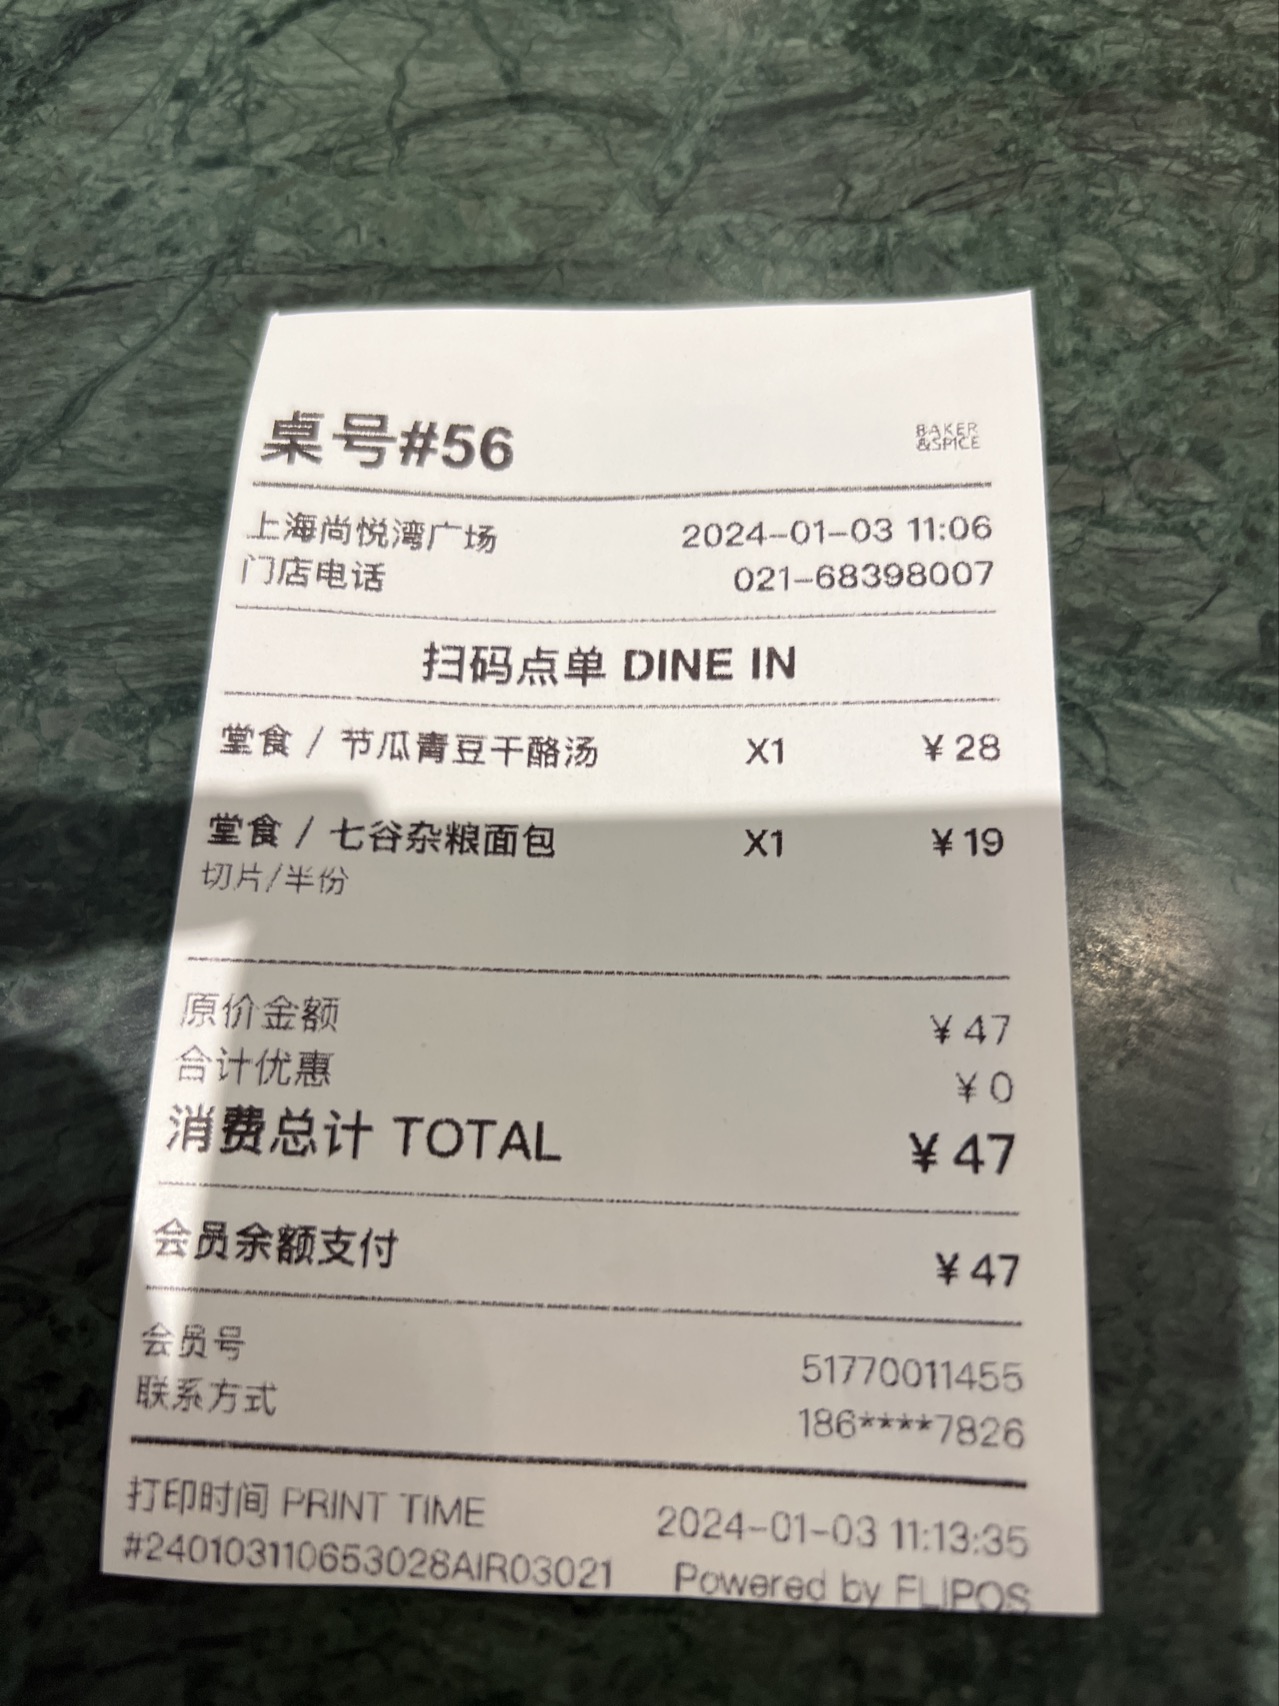 桌号#56
BAKER
&SPICE
上海尚悦湾广场 2024-01-03 11:06
门店电话 021-68398007
扫码点单 DINE IN
堂食 / 节瓜青豆干酪汤 X1 ¥28
堂食 / 七谷杂粮面包 X1 ¥19
切片/半份
原价金额 ¥47
合计优惠 ¥0
消费总计 TOTAL ¥47
会员余额支付 ¥47
会员号 51770011455
联系方式 186****7826
打印时间 PRINT TIME 2024-01-03 11:13:35
#240103110653028AIR03021 Powered by FLIPOS